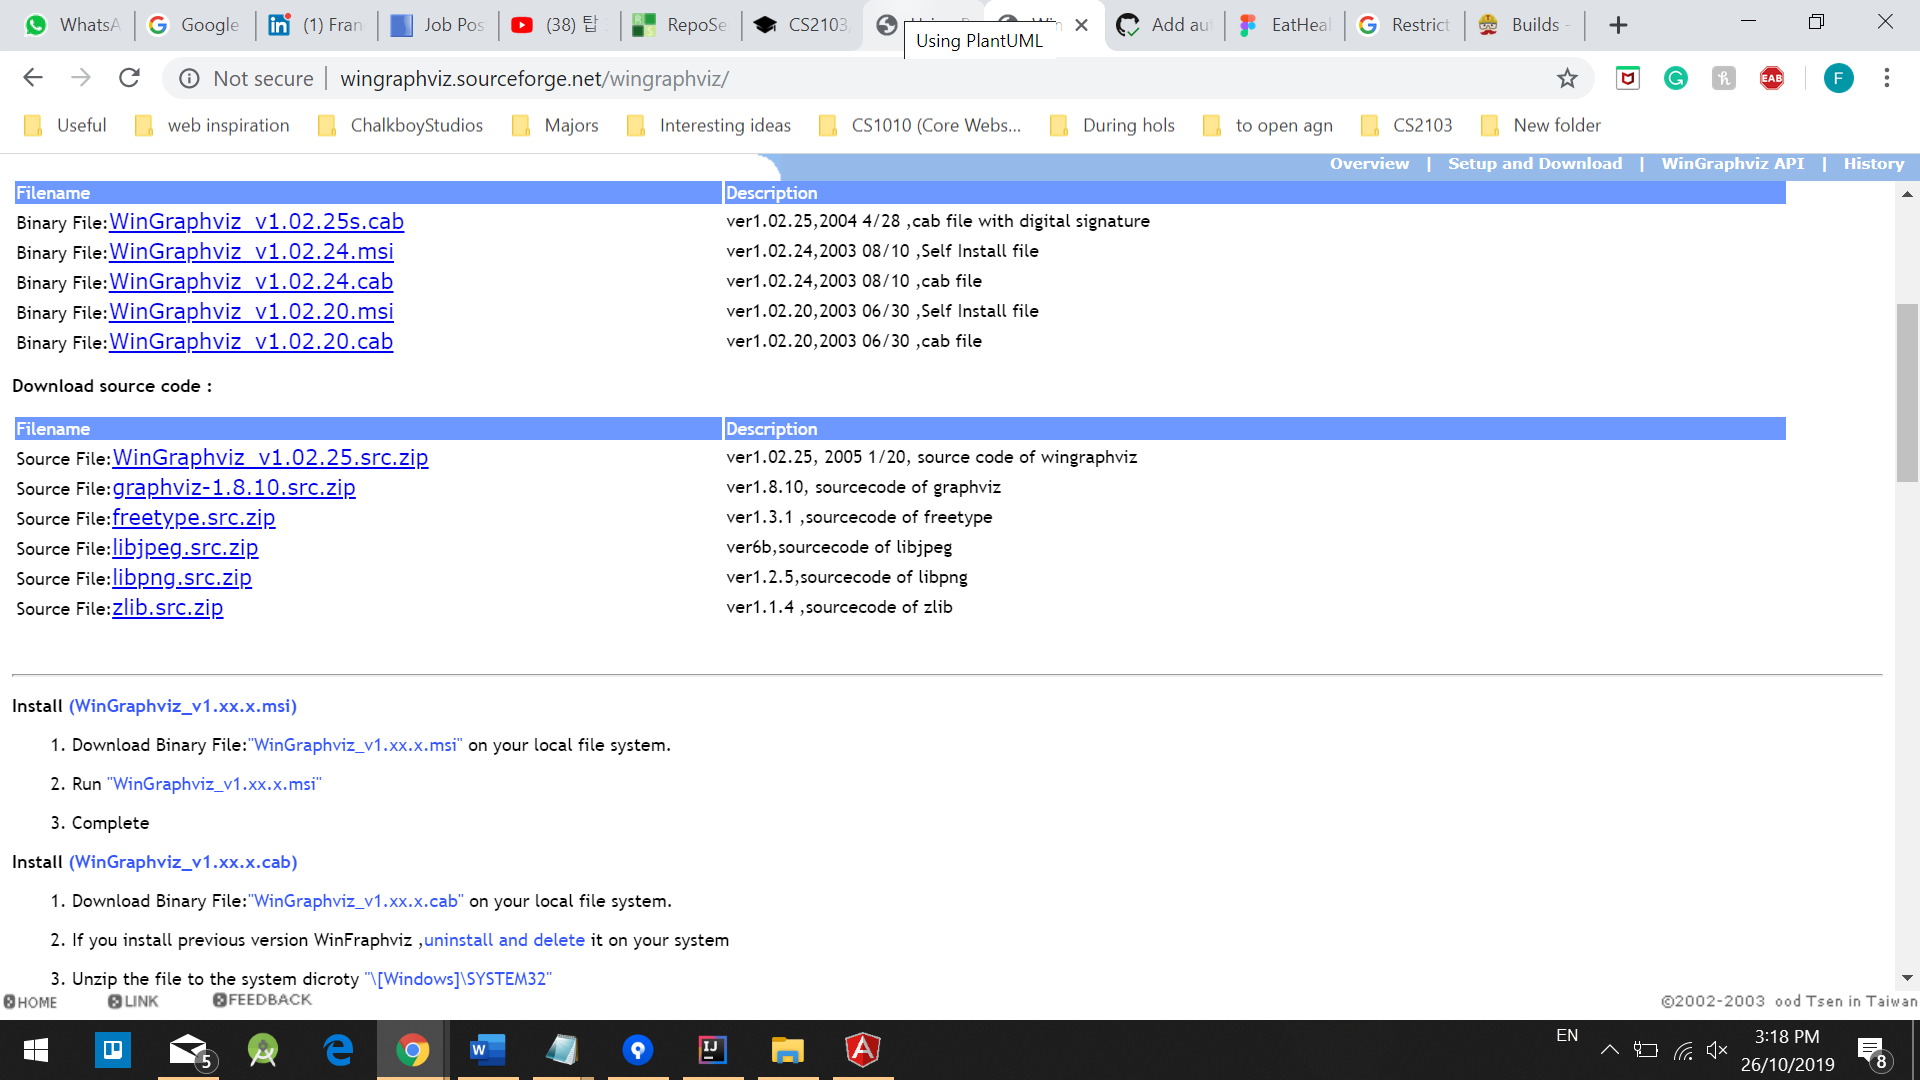 WhatsA
Google
(1) Fran
Job Pos
(38) 탑
RepoSe
CS2103
Add au
EatHeal
Restrict
Builds -
Using PlantUML
Not secure
wingraphviz.sourceforge.net/wingraphviz/
EAB
F
Useful
web inspiration
ChalkboyStudios
Majors
Interesting ideas
CS1010 (Core Webs...
During hols
to open agn
CS2103
New folder
Overview | Setup and Download | WinGraphviz API | History
Filename Description
Binary File:WinGraphviz_v1.02.25s.cab ver1.02.25,2004 4/28 ,cab file with digital signature
Binary File:WinGraphviz_v1.02.24.msi ver1.02.24,2003 08/10 ,Self Install file
Binary File:WinGraphviz_v1.02.24.cab ver1.02.24,2003 08/10 ,cab file
Binary File:WinGraphviz_v1.02.20.msi ver1.02.20,2003 06/30 ,Self Install file
Binary File:WinGraphviz_v1.02.20.cab ver1.02.20,2003 06/30 ,cab file
Download source code :
Filename Description
Source File:WinGraphviz_v1.02.25.src.zip ver1.02.25, 2005 1/20, source code of wingraphviz
Source File:graphviz-1.8.10.src.zip ver1.8.10, sourcecode of graphviz
Source File:freetype.src.zip ver1.3.1 ,sourcecode of freetype
Source File:libjpeg.src.zip ver6b,sourcecode of libjpeg
Source File:libpng.src.zip ver1.2.5,sourcecode of libpng
Source File:zlib.src.zip ver1.1.4 ,sourcecode of zlib
Install (WinGraphviz_v1.xx.x.msi)
1. Download Binary File:"WinGraphviz_v1.xx.x.msi" on your local file system.
2. Run "WinGraphviz_v1.xx.x.msi"
3. Complete
Install (WinGraphviz_v1.xx.x.cab)
1. Download Binary File:"WinGraphviz_v1.xx.x.cab" on your local file system.
2. If you install previous version WinFraphviz ,uninstall and delete it on your system
3. Unzip the file to the system dicroty "\[Windows]\SYSTEM32"
HOME LINK FEEDBACK
©2002-2003 ood Tsen in Taiwan
5
W
IJ
A
EN
3:18 PM
26/10/2019
8